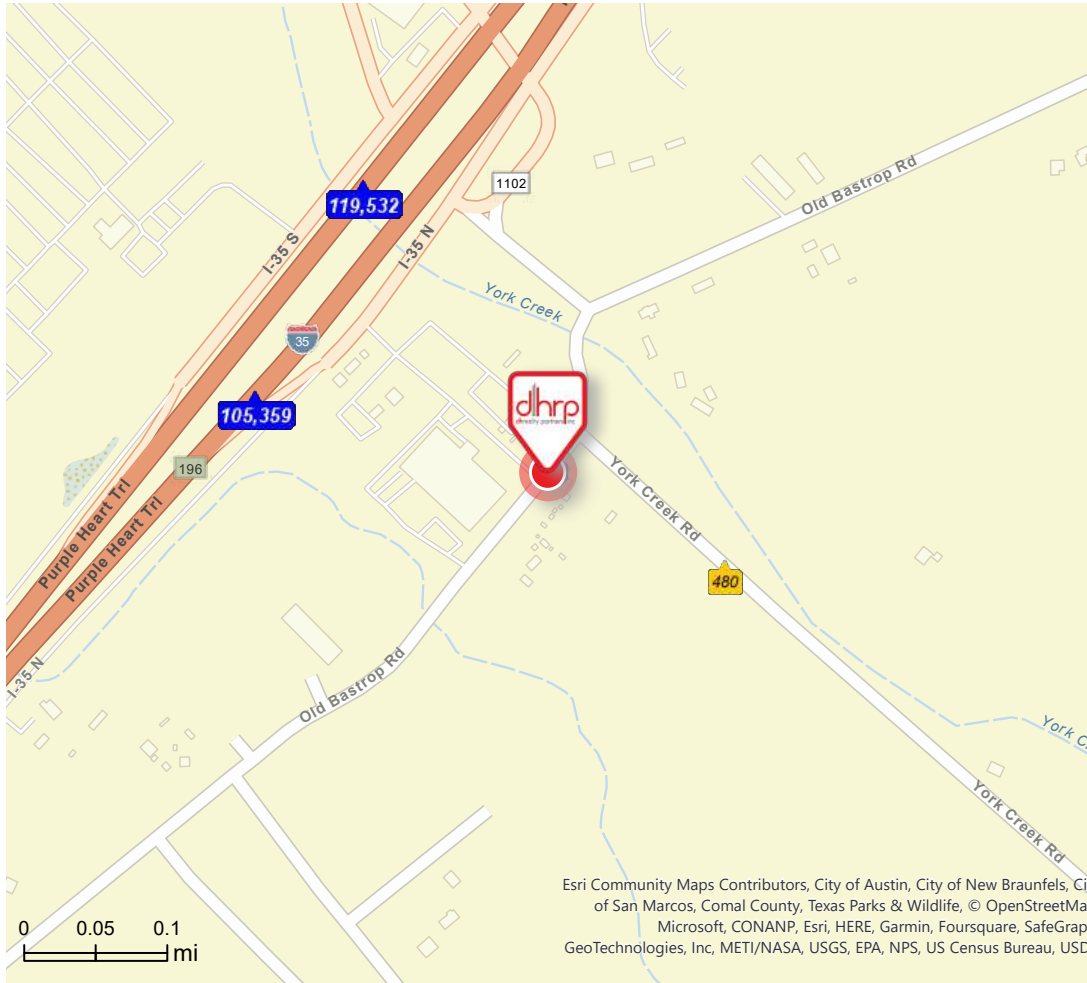 1102
Old Bastrop Rd
119,532
I-35 S
I-35 N
York Creek
35
dhrp
105,359
196
York Creek Rd
Purple Heart Trl
Purple Heart Trl
480
I-35 N
Old Bastrop Rd
York C
York Creek Rd
Esri Community Maps Contributors, City of Austin, City of New Braunfels, Ci
of San Marcos, Comal County, Texas Parks & Wildlife, © OpenStreetMa
Microsoft, CONANP, Esri, HERE, Garmin, Foursquare, SafeGrap
GeoTechnologies, Inc, METI/NASA, USGS, EPA, NPS, US Census Bureau, USD
0 0.05 0.1
mi